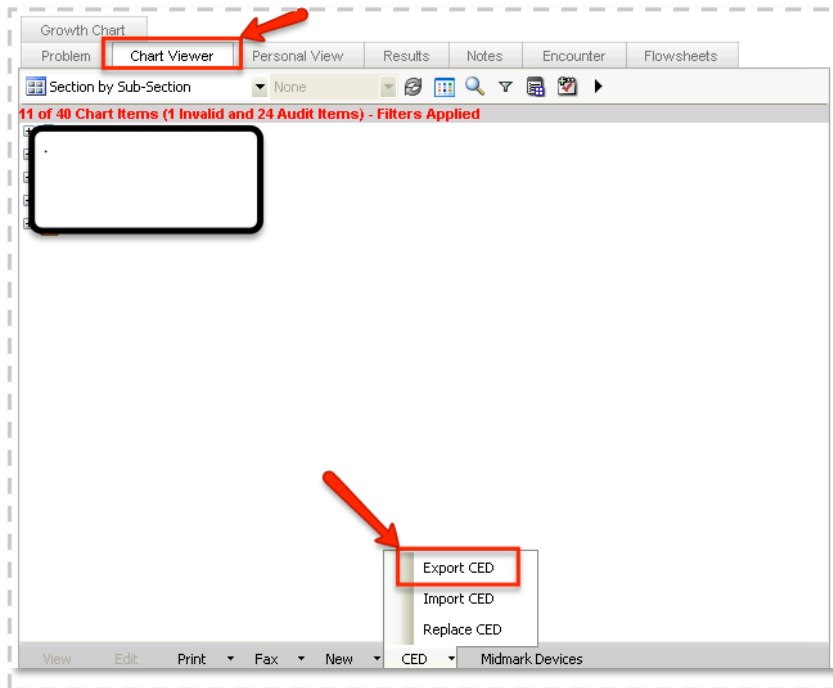 Growth Chart
Problem Chart Viewer Personal View Results Notes Encounter Flowsheets
Section by Sub-Section None
11 of 40 Chart Items (1 Invalid and 24 Audit Items) - Filters Applied
Export CED
Import CED
Replace CED
View Edit Print Fax New CED Midmark Devices